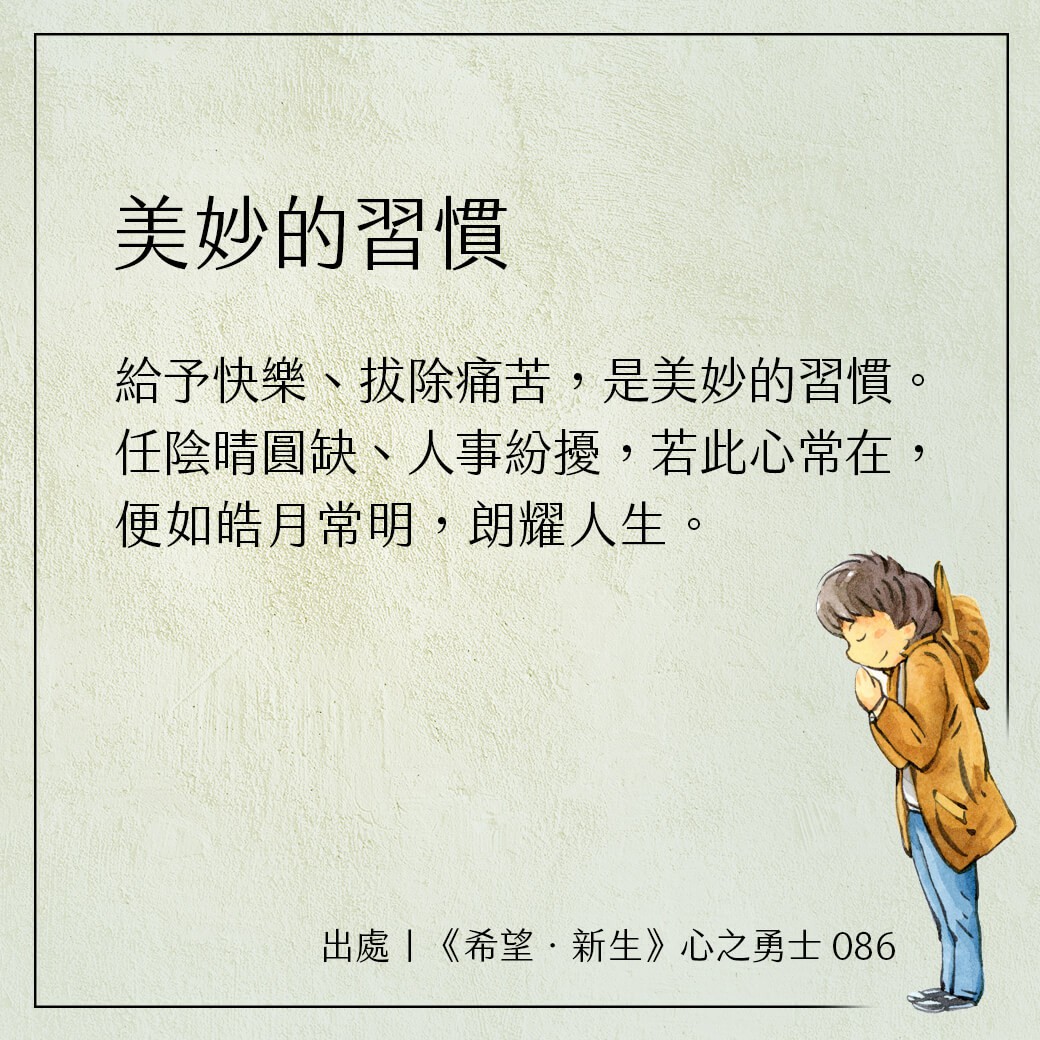 美妙的習慣
給予快樂、拔除痛苦，是美妙的習慣。
任陰晴圓缺、人事紛擾，若此心常在，
便如皓月常明，朗耀人生。
出處｜《希望．新生》心之勇士 086